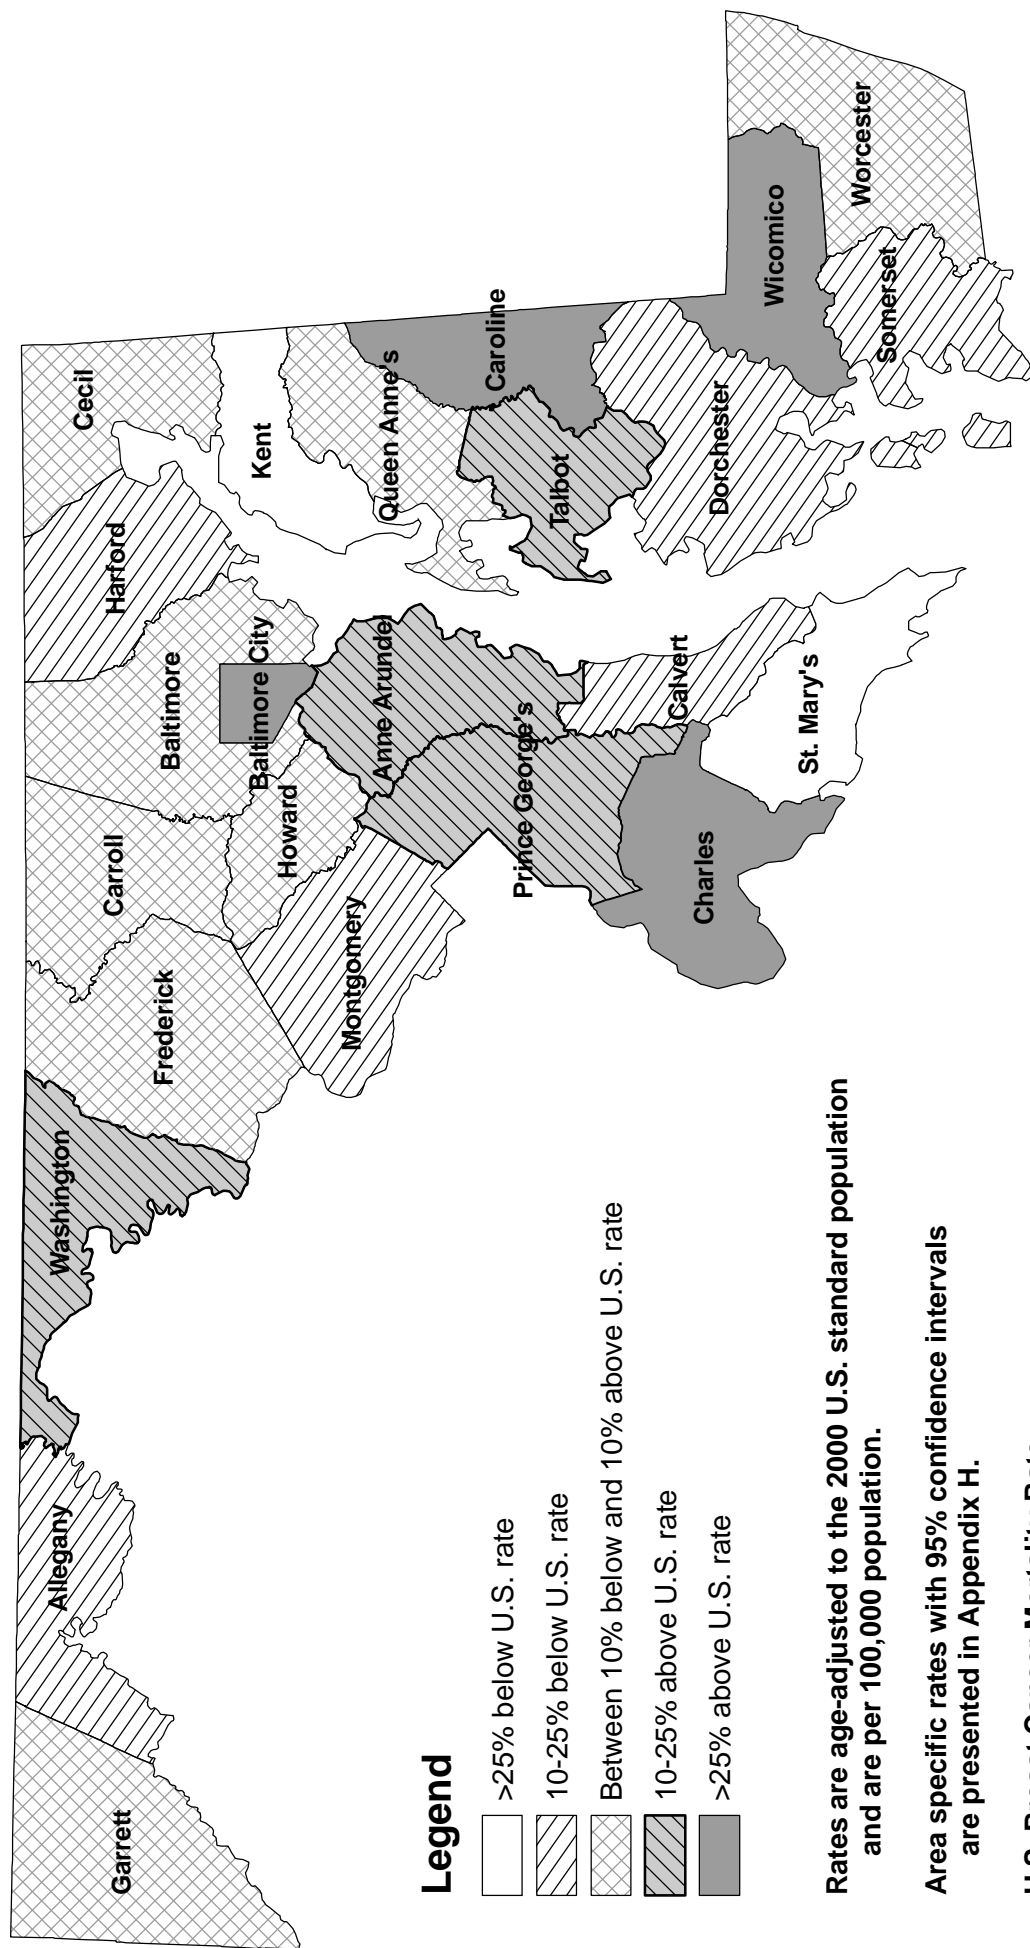 Garrett
Allegany
Washington
Frederick
Carroll
Baltimore
Harford
Cecil
Baltimore City
Howard
Kent
Montgomery
Anne Arundel
Queen Anne's
Prince George's
Caroline
Talbot
Charles
Calvert
St. Mary's
Dorchester
Wicomico
Somerset
Worcester
Legend
>25% below U.S. rate
10-25% below U.S. rate
Between 10% below and 10% above U.S. rate
10-25% above U.S. rate
>25% above U.S. rate
Rates are age-adjusted to the 2000 U.S. standard population
and are per 100,000 population.
Area specific rates with 95% confidence intervals
are presented in Appendix H.
U.S. Breast Cancer Mortality Rate